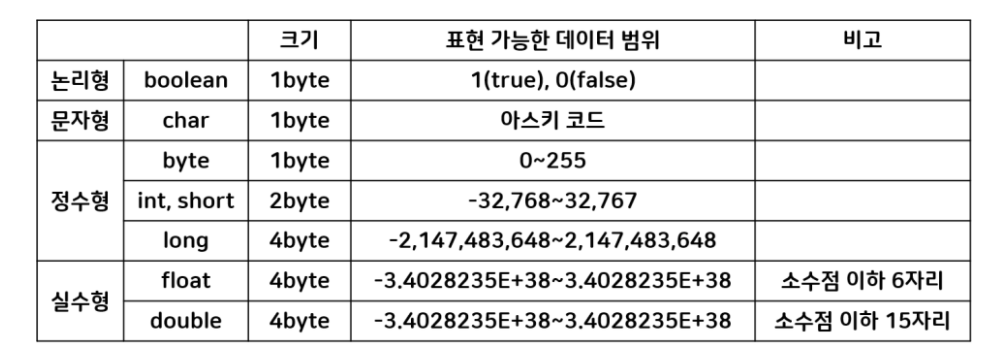 크기 표현 가능한 데이터 범위 비고
논리형 boolean 1byte 1(true), 0(false)
문자형 char 1byte 아스키 코드
정수형 byte 1byte 0~255
int, short 2byte -32,768~32,767
long 4byte -2,147,483,648~2,147,483,648
실수형 float 4byte -3.4028235E+38~3.4028235E+38 소수점 이하 6자리
double 4byte -3.4028235E+38~3.4028235E+38 소수점 이하 15자리